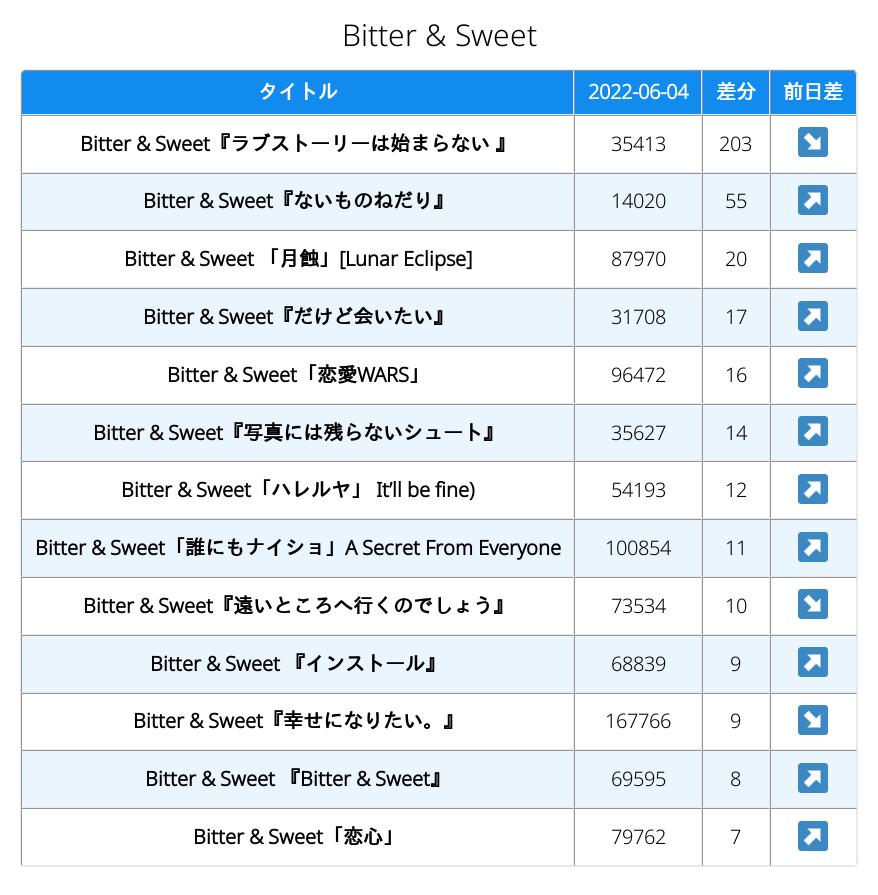 Bitter & Sweet
タイトル 2022-06-04 差分 前日差
Bitter & Sweet『ラブストーリーは始まらない 』 35413 203 ↘
Bitter & Sweet『ないものねだり』 14020 55 ↗
Bitter & Sweet 「月蝕」[Lunar Eclipse] 87970 20 ↗
Bitter & Sweet『だけど会いたい』 31708 17 ↗
Bitter & Sweet「恋愛WARS」 96472 16 ↗
Bitter & Sweet『写真には残らないシュート』 35627 14 ↗
Bitter & Sweet「ハレルヤ」 It'll be fine) 54193 12 ↗
Bitter & Sweet「誰にもナイショ」A Secret From Everyone 100854 11 ↗
Bitter & Sweet『遠いところへ行くのでしょう』 73534 10 ↘
Bitter & Sweet 『インストール』 68839 9 ↗
Bitter & Sweet『幸せになりたい。』 167766 9 ↘
Bitter & Sweet 『Bitter & Sweet』 69595 8 ↗
Bitter & Sweet「恋心」 79762 7 ↗